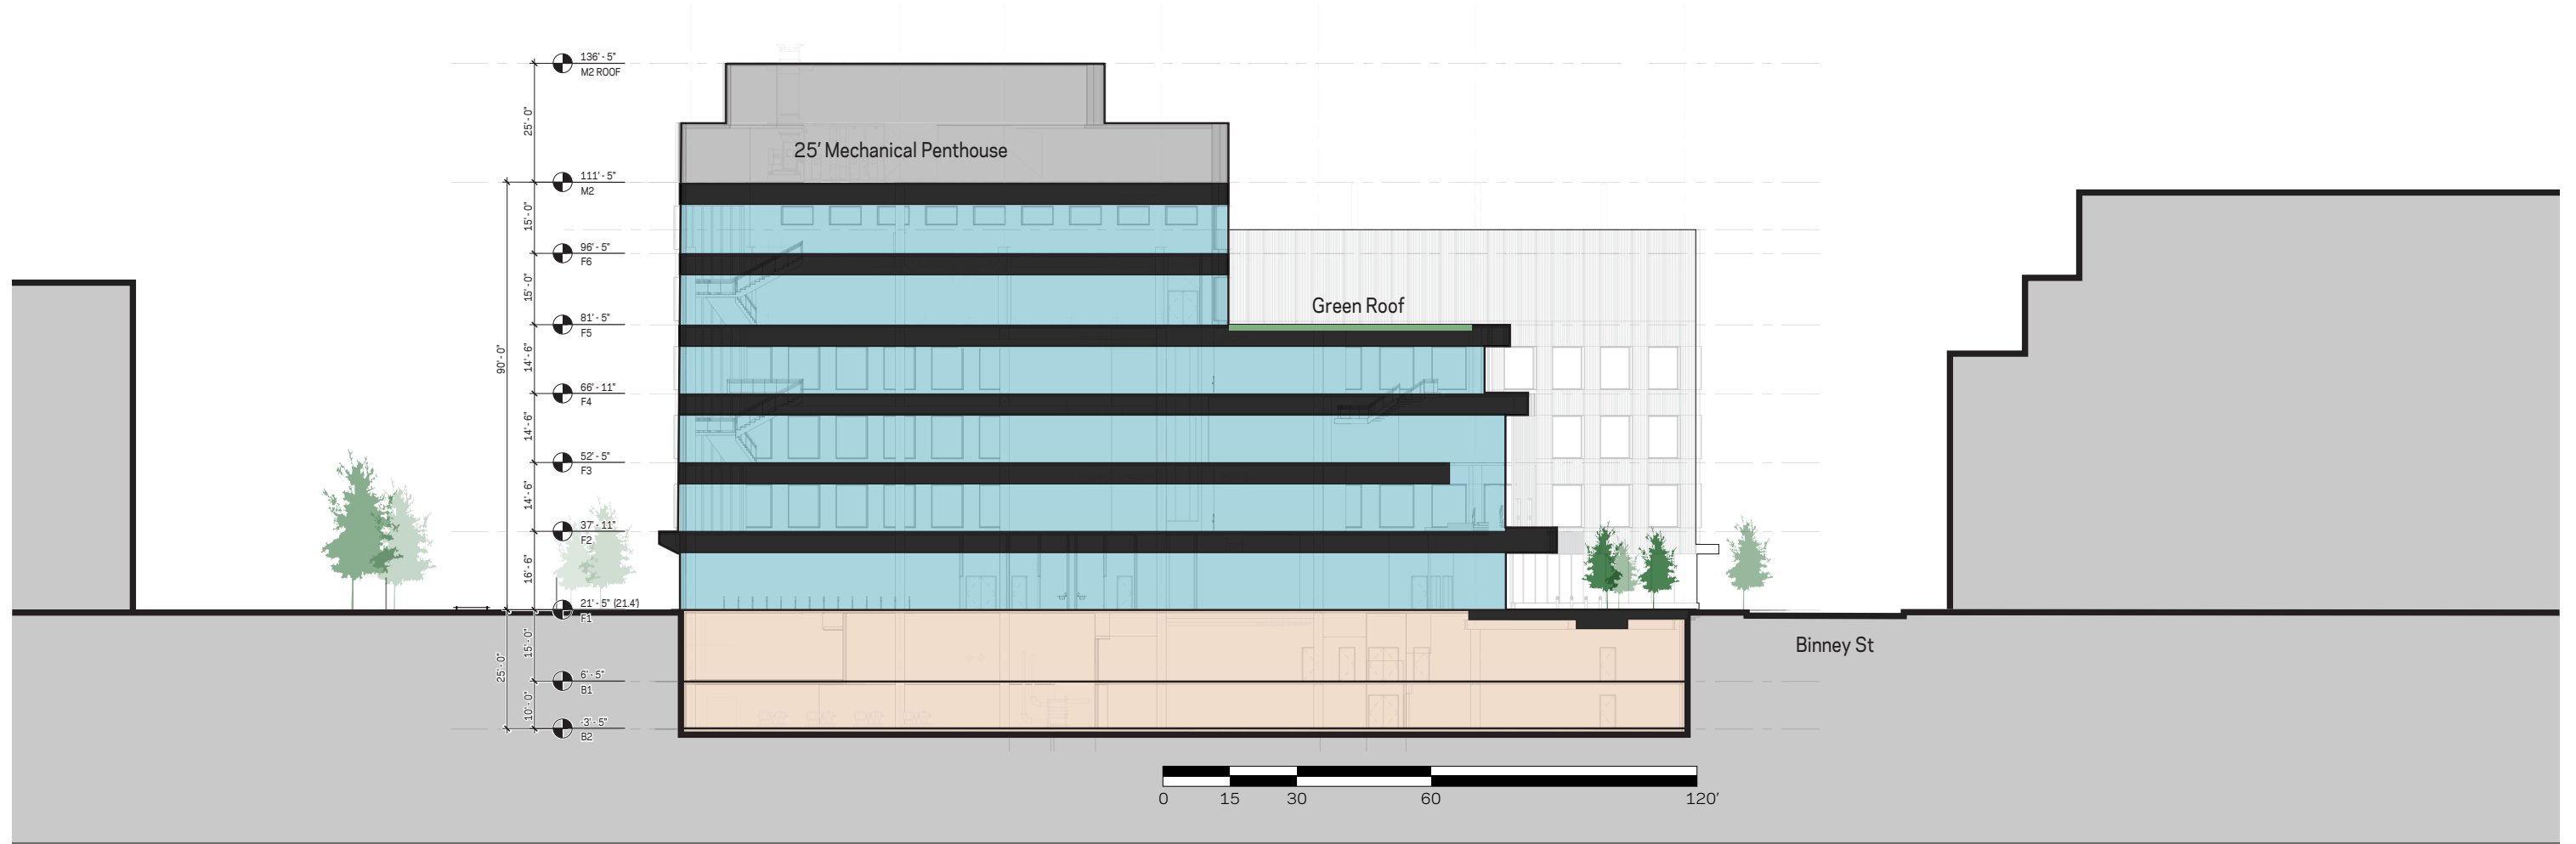 136' - 5"
M2 ROOF
25' - 0"
25' Mechanical Penthouse
111' - 5"
M2
15' - 0"
96' - 5"
F6
15' - 0"
Green Roof
81' - 5"
F5
90' - 0"
14' - 6"
66' - 11"
F4
14' - 6"
52' - 5"
F3
14' - 6"
37' - 11"
F2
16' - 6"
21' - 5" (21.4')
F1
15' - 0"
Binney St
25' - 0"
6' - 5"
B1
10' - 0"
-3' - 5"
B2
0 15 30 60 120'